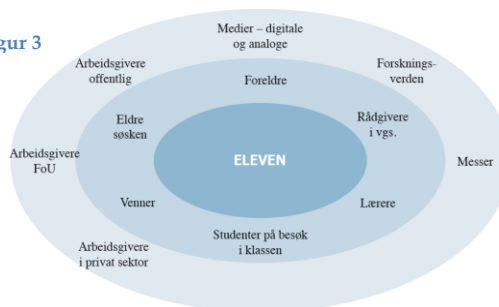 gur 3
Medier – digitale
og analoge
Arbeidsgivere
offentlig
Forsknings-
verden
Foreldre
Eldre
søsken
Rådgivere
i vgs.
Arbeidsgivere
FoU
ELEVEN
Messer
Venner
Lærere
Studenter på besøk
i klassen
Arbeidsgivere
i privat sektor